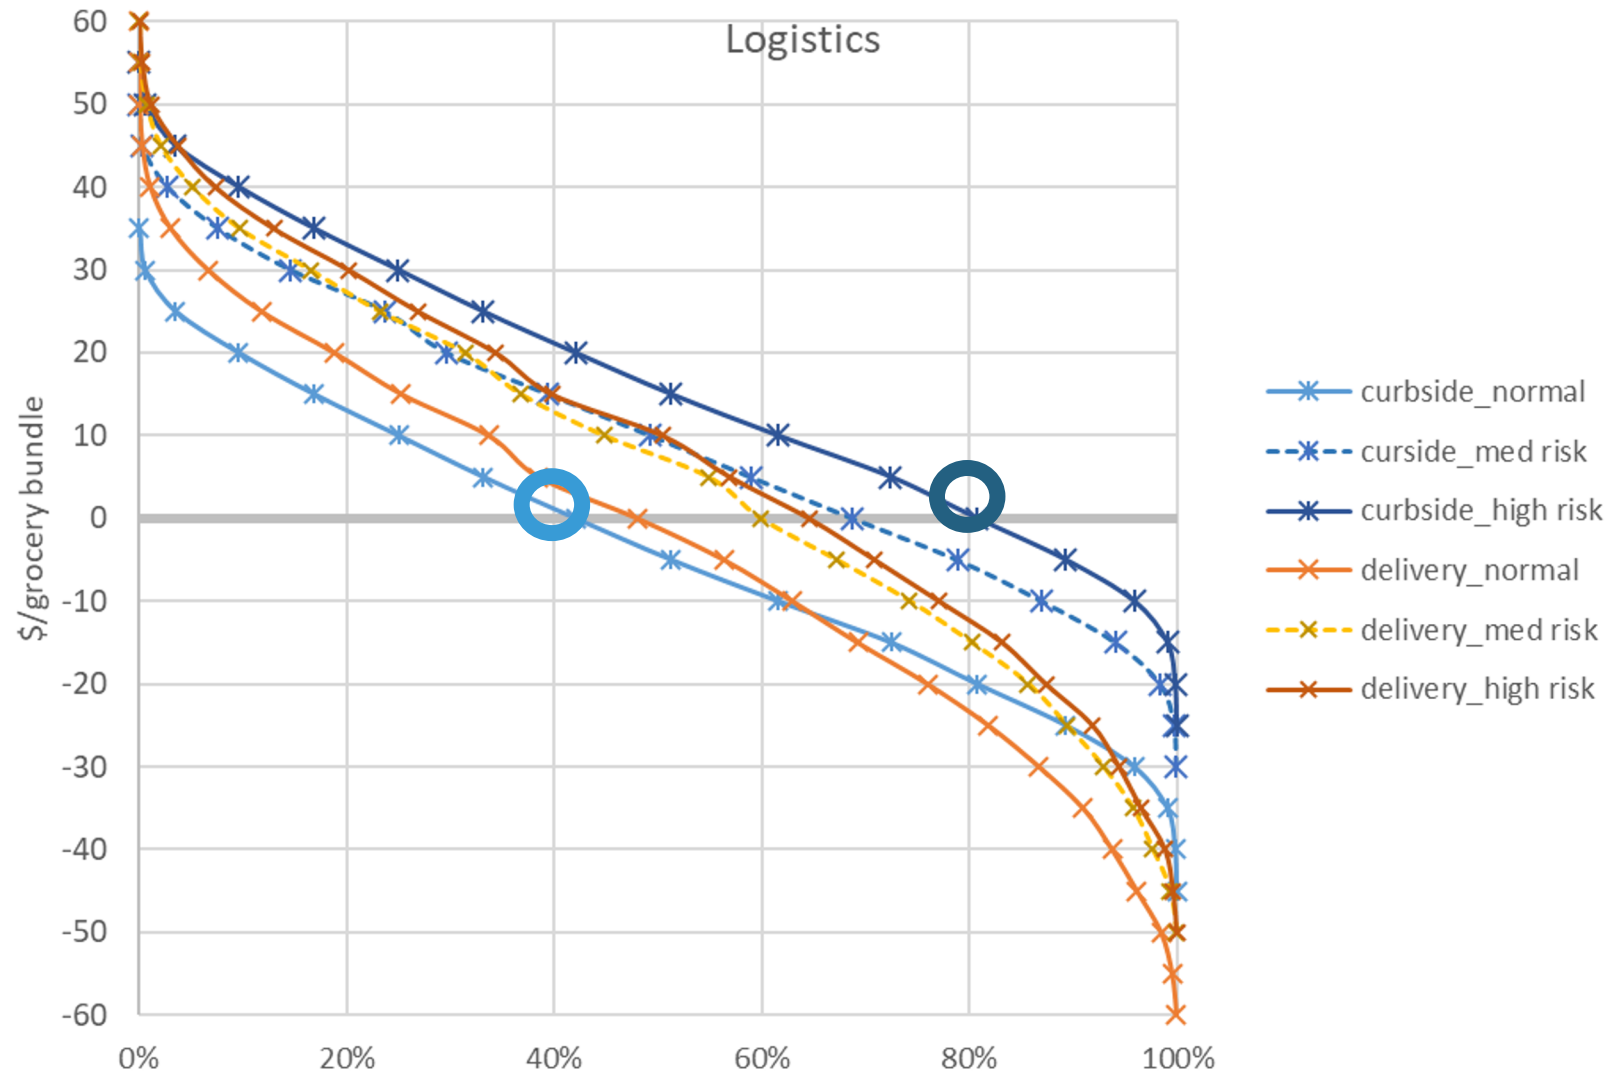 Logistics
$/grocery bundle
60
50
40
30
20
10
0
-10
-20
-30
-40
-50
-60
0% 20% 40% 60% 80% 100%
curbside_normal
curside_med risk
curbside_high risk
delivery_normal
delivery_med risk
delivery_high risk